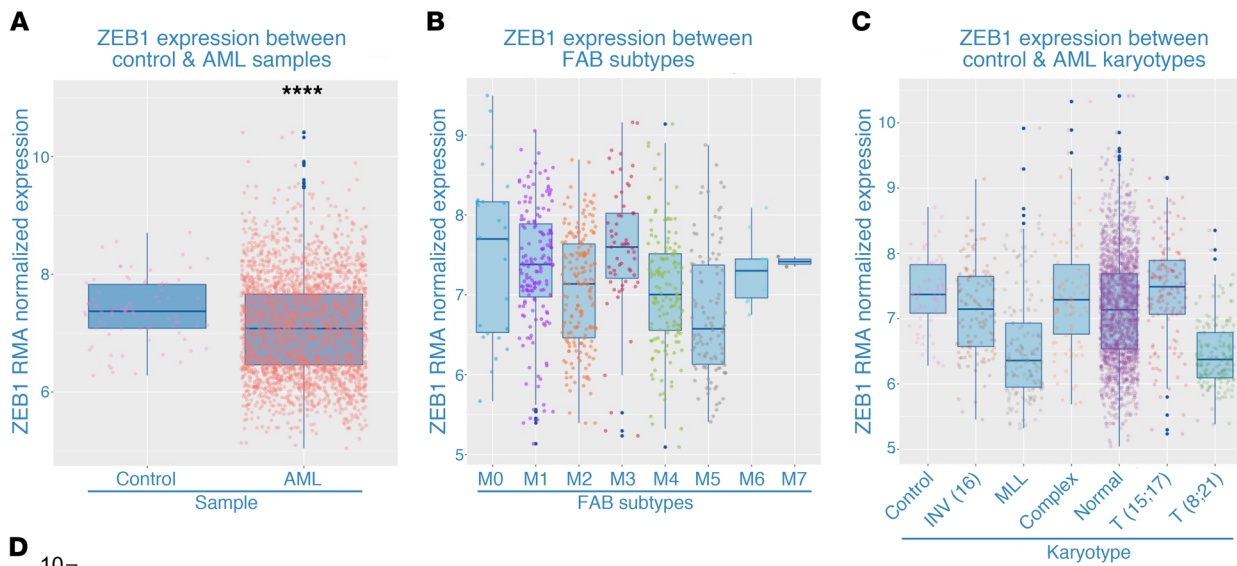 A
ZEB1 expression between
control & AML samples
ZEB1 RMA normalized expression
****
10
8
6
Control
AML
Sample
B
ZEB1 expression between
FAB subtypes
ZEB1 RMA normalized expression
9
8
7
6
5
M0 M1 M2 M3 M4 M5 M6 M7
FAB subtypes
C
ZEB1 expression between
control & AML karyotypes
ZEB1 RMA normalized expression
10
9
8
7
6
5
Control
INV (16)
MLL
Complex
Normal
T (15;17)
T (8;21)
Karyotype
D
10